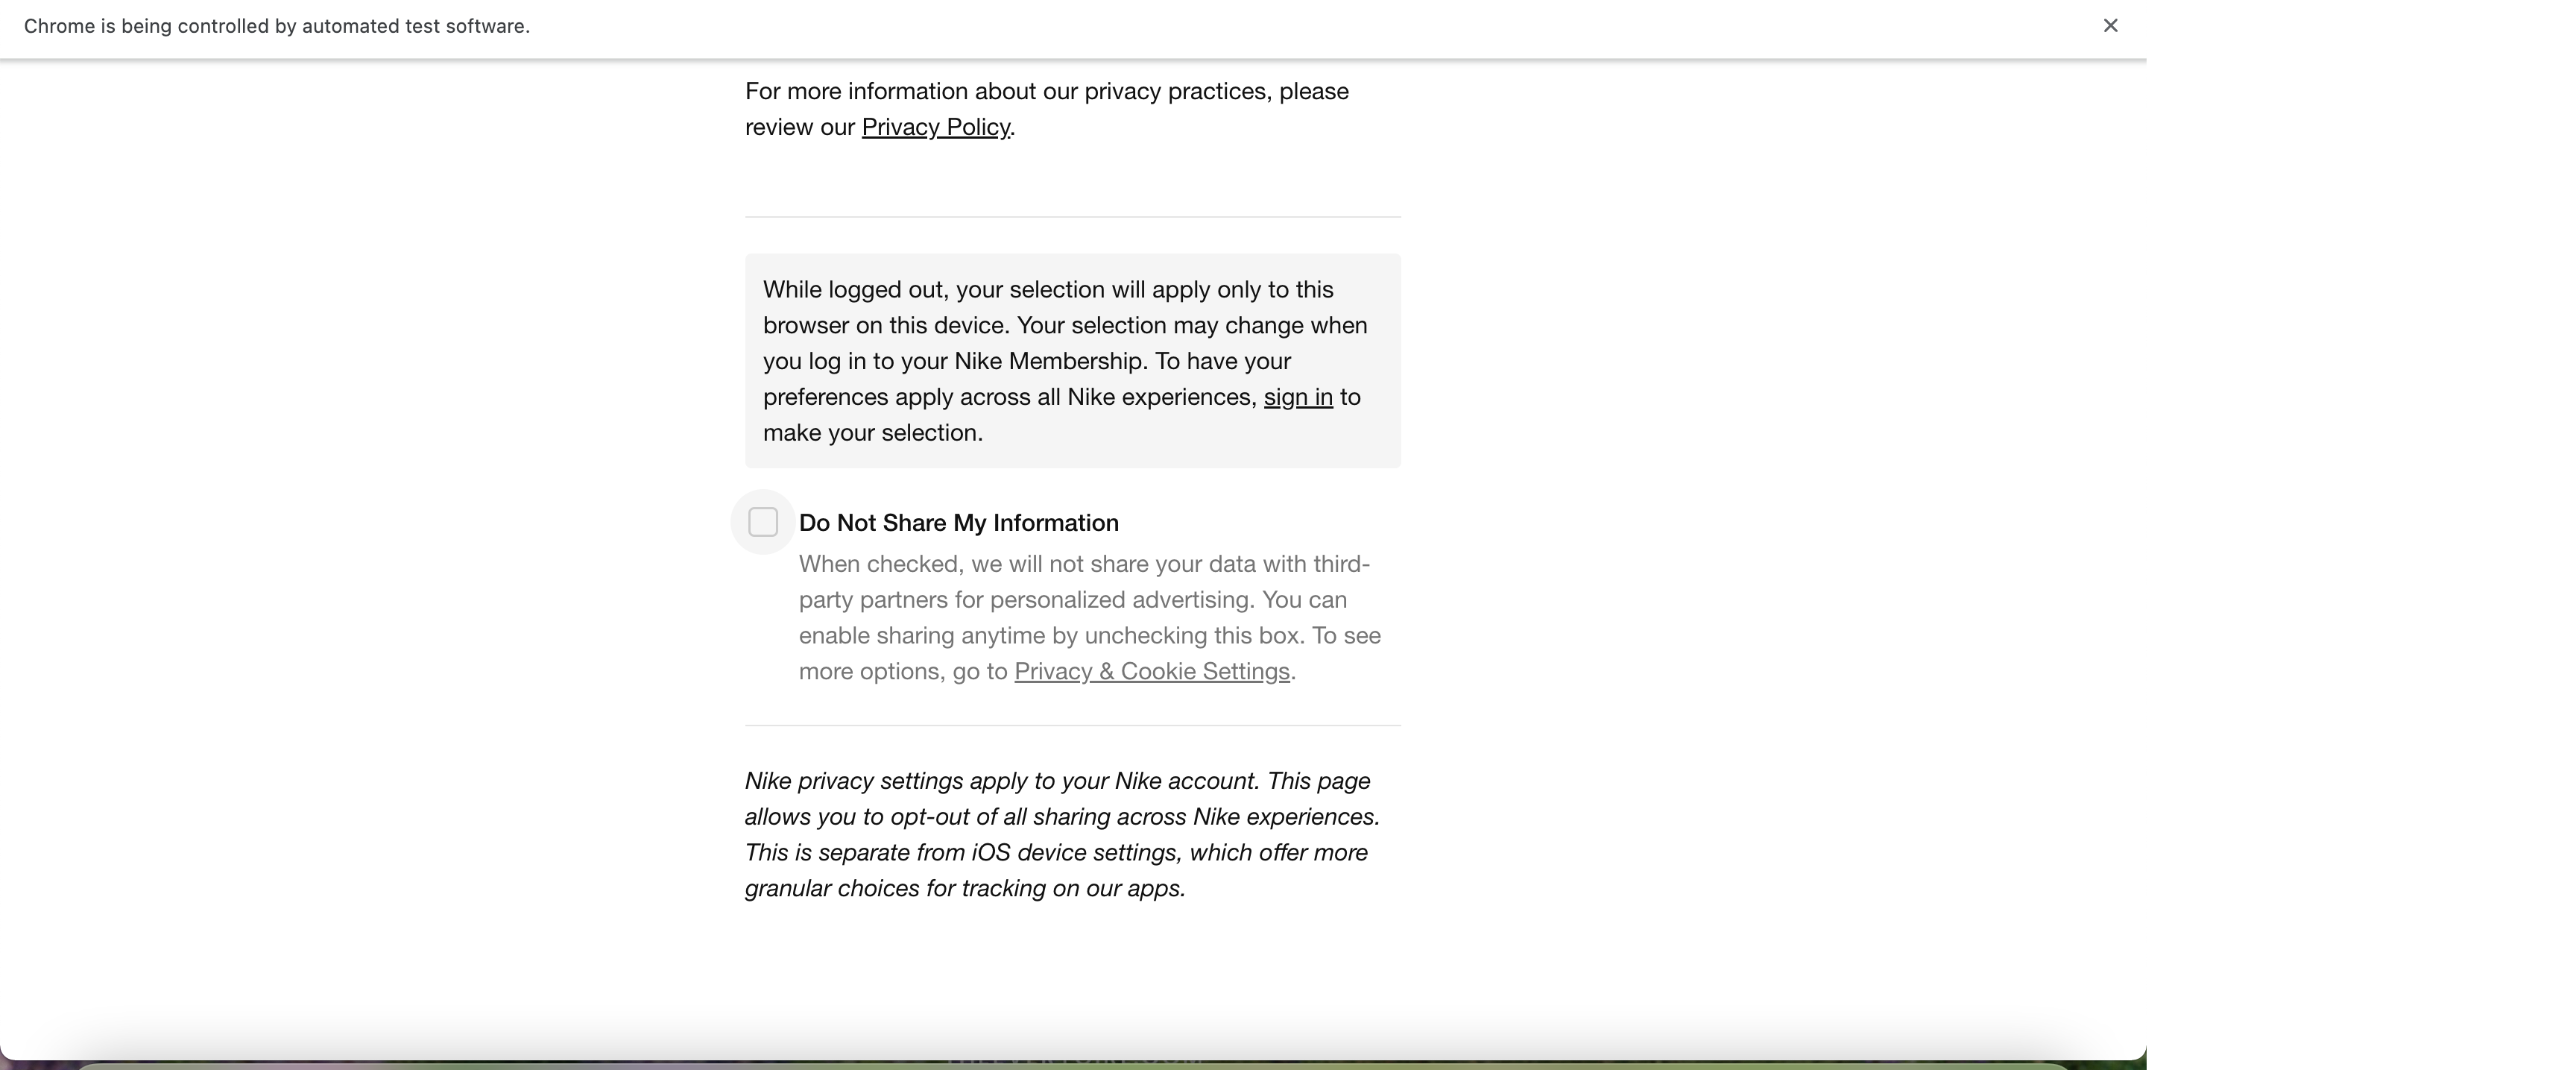 Chrome is being controlled by automated test software.
For more information about our privacy practices, please
review our Privacy Policy.
While logged out, your selection will apply only to this
browser on this device. Your selection may change when
you log in to your Nike Membership. To have your
preferences apply across all Nike experiences, sign in to
make your selection.
Do Not Share My Information
When checked, we will not share your data with third-
party partners for personalized advertising. You can
enable sharing anytime by unchecking this box. To see
more options, go to Privacy & Cookie Settings.
Nike privacy settings apply to your Nike account. This page
allows you to opt-out of all sharing across Nike experiences.
This is separate from iOS device settings, which offer more
granular choices for tracking on our apps.